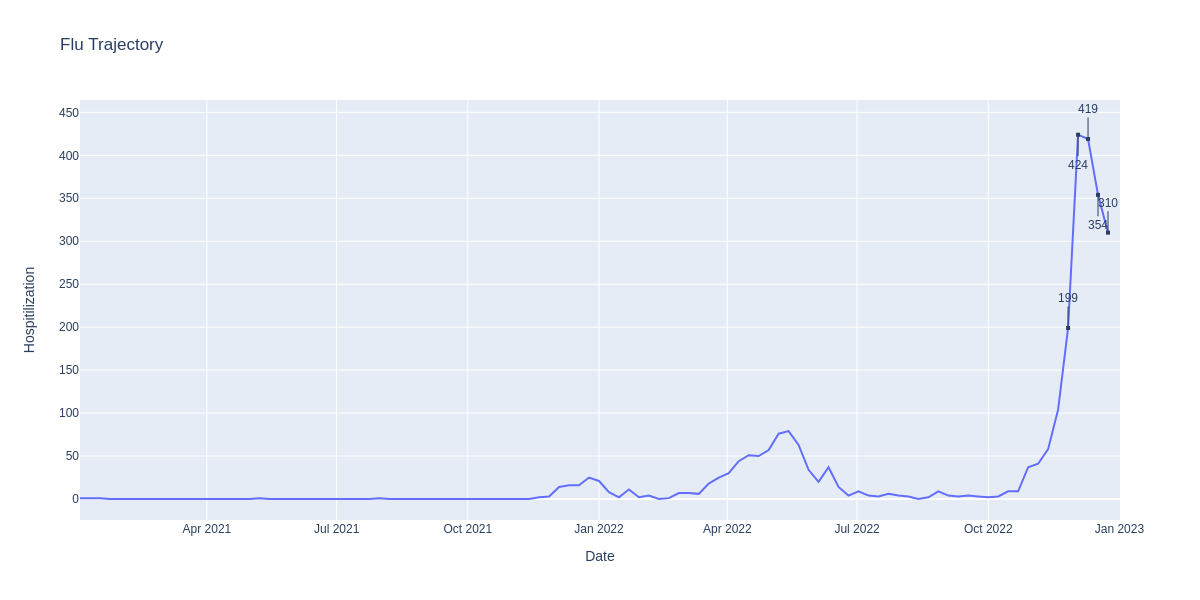 Flu Trajectory
450
400
350
300
250
200
150
100
50
0
Hospitilization
419
424
310
354
199
Apr 2021
Jul 2021
Oct 2021
Jan 2022
Apr 2022
Jul 2022
Oct 2022
Jan 2023
Date